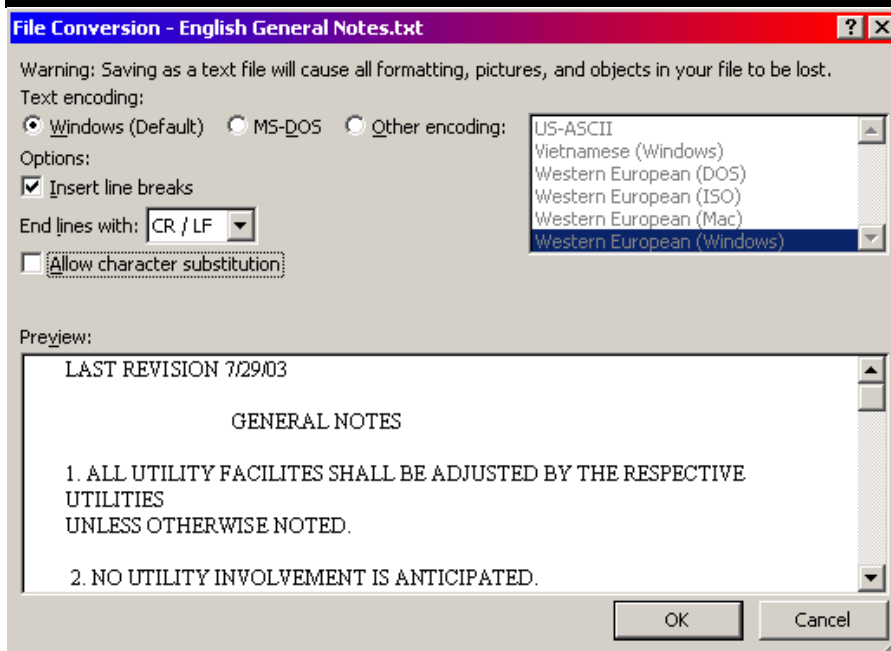 File Conversion - English General Notes.txt
Warning: Saving as a text file will cause all formatting, pictures, and objects in your file to be lost.
Text encoding:
Windows (Default) MS-DOS Other encoding:
US-ASCII
Vietnamese (Windows)
Western European (DOS)
Western European (ISO)
Western European (Mac)
Western European (Windows)
Options:
Insert line breaks
End lines with: CR / LF
Allow character substitution
Preview:
LAST REVISION 7/29/03
GENERAL NOTES
1. ALL UTILITY FACILITES SHALL BE ADJUSTED BY THE RESPECTIVE
UTILITIES
UNLESS OTHERWISE NOTED.
2. NO UTILITY INVOLVEMENT IS ANTICIPATED.
OK Cancel